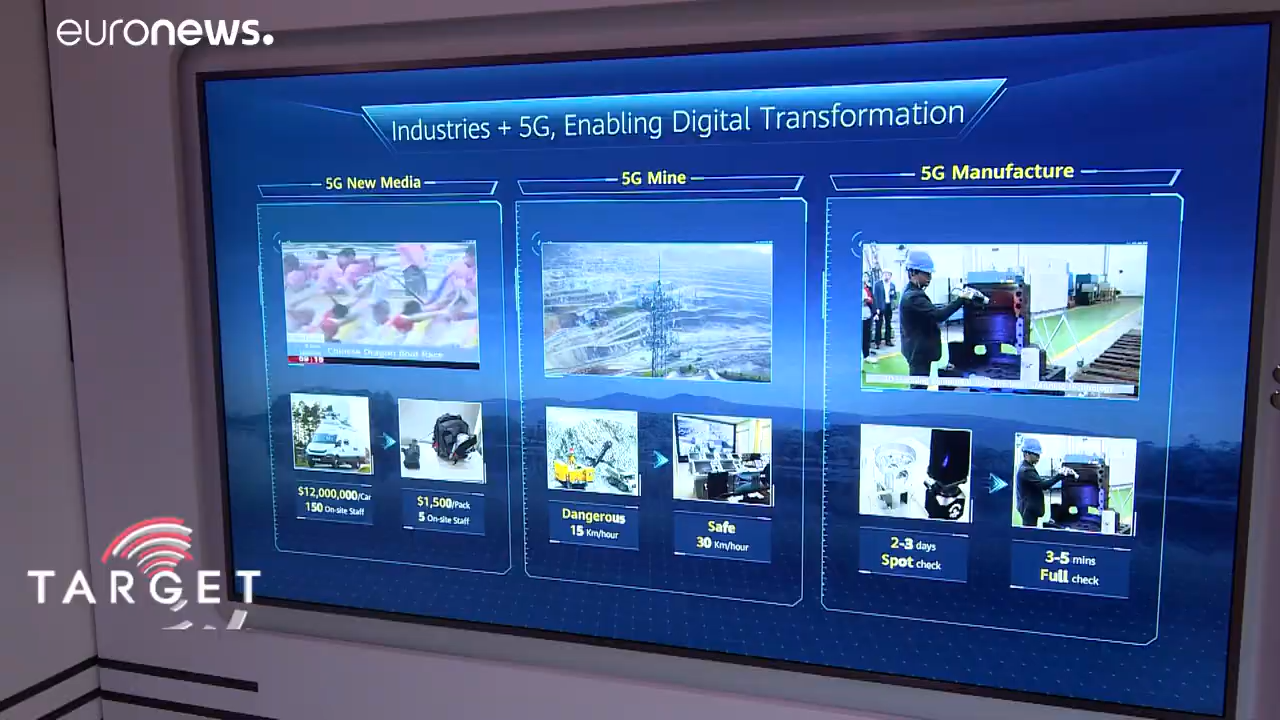 euronews.
Industries + 5G, Enabling Digital Transformation
5G New Media
5G Mine
5G Manufacture
Chinese Dragon Boat Race
09:19
$12,000,000/Car
150 On-site Staff
$1,500/Pack
5 On-site Staff
Dangerous
15 Km/hour
Safe
30 Km/hour
2-3 days
Spot check
3-5 mins
Full check
TARGET